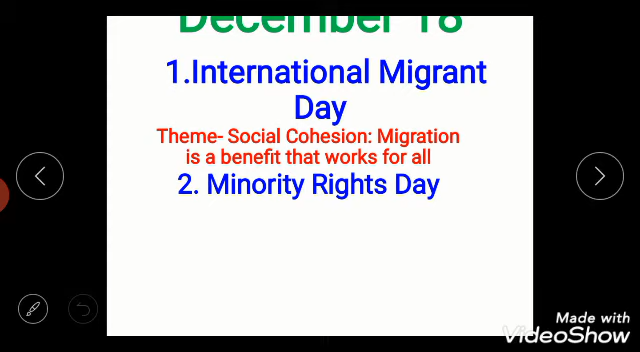 December 18
1.International Migrant
Day
Theme- Social Cohesion: Migration
is a benefit that works for all
2. Minority Rights Day
Made with
VideoShow